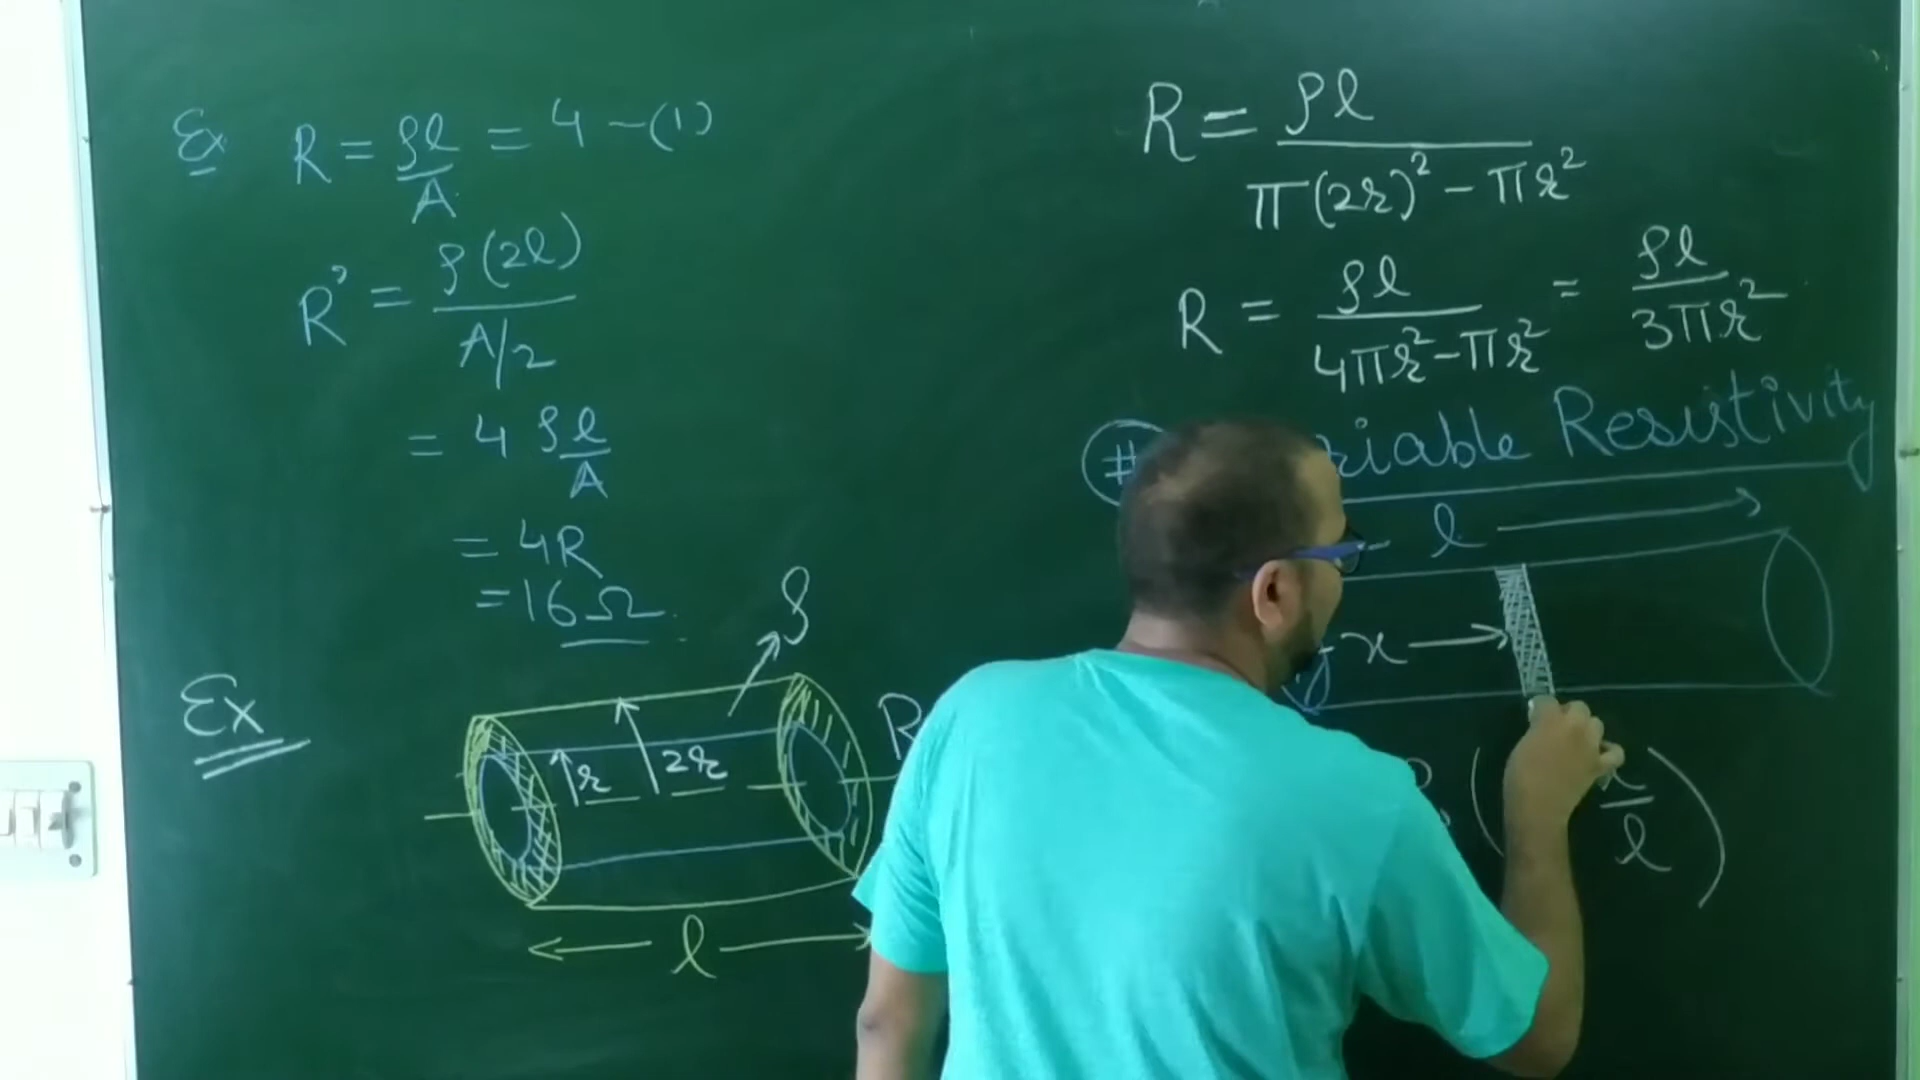 Ex R = ρl/A = 4 -(1)
R' = ρ(2l)/(A/2)
= 4 ρl/A
= 4R
= 16 Ω
Ex
ρ
r
2r
R
l
R = ρl/(π(2r)² - πr²)
R = ρl/(4πr² - πr²) = ρl/(3πr²)
# riable Resistivity
l
x
( x/l )